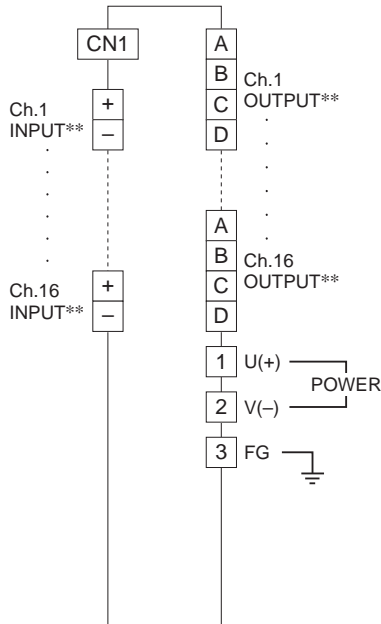 CN1
A
B
C
D
Ch.1
OUTPUT**
Ch.1
INPUT**
+
–
A
B
C
D
Ch.16
OUTPUT**
Ch.16
INPUT**
+
–
1 U(+)
POWER
2 V(–)
3 FG